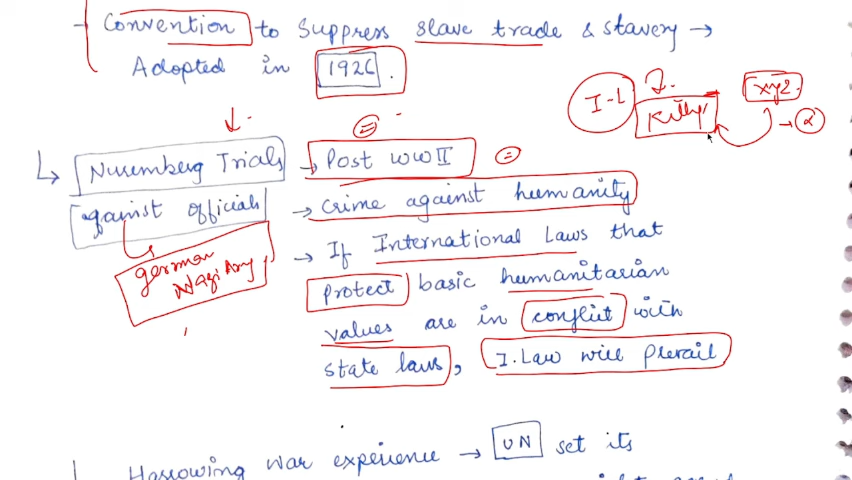 - Convention to suppress slave trade & slavery →
Adopted in 1926.
I-L
Killing
xyz.
→ α
↳ Nuremberg Trials → Post WW II
against officials → Crime against humanity
German Nazi Army
→ If International Laws that
protect basic humanitarian
values are in conflict with
state laws, I. Law will prevail
Harrowing war experience → UN set its